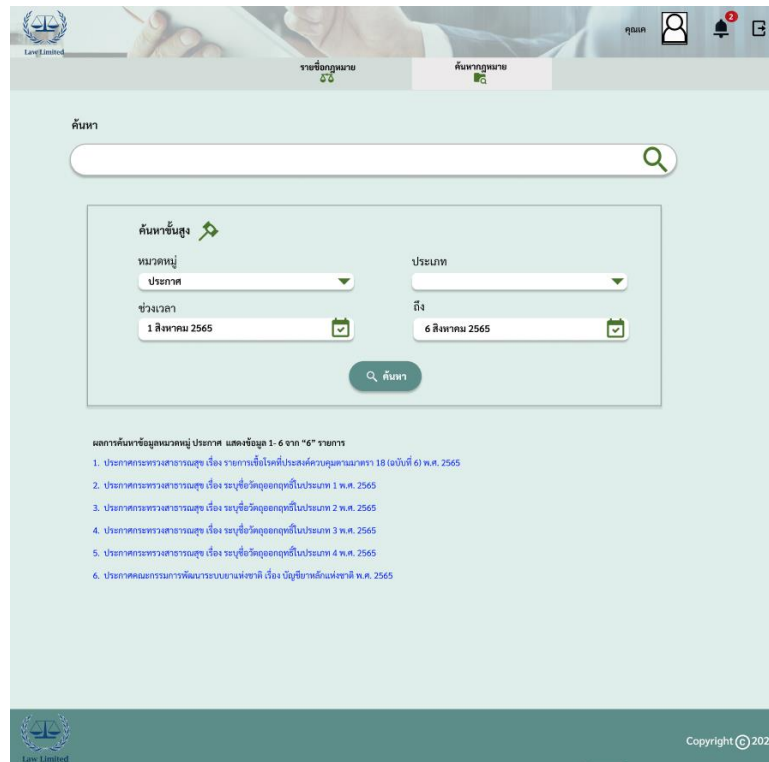 Law Limited
คุณเค
2
รายชื่อกฎหมาย
ค้นหากฎหมาย
ค้นหา
ค้นหาขั้นสูง
หมวดหมู่
ประเภท
ประกาศ
ช่วงเวลา
ถึง
1 สิงหาคม 2565
6 สิงหาคม 2565
ค้นหา
ผลการค้นหาข้อมูลหมวดหมู่ ประกาศ แสดงข้อมูล 1- 6 จาก “6” รายการ
1. ประกาศกระทรวงสาธารณสุข เรื่อง รายการเชื้อโรคที่ประสงค์ควบคุมตามมาตรา 18 (ฉบับที่ 6) พ.ศ. 2565
2. ประกาศกระทรวงสาธารณสุข เรื่อง ระบุชื่อวัตถุออกฤทธิ์ในประเภท 1 พ.ศ. 2565
3. ประกาศกระทรวงสาธารณสุข เรื่อง ระบุชื่อวัตถุออกฤทธิ์ในประเภท 2 พ.ศ. 2565
4. ประกาศกระทรวงสาธารณสุข เรื่อง ระบุชื่อวัตถุออกฤทธิ์ในประเภท 3 พ.ศ. 2565
5. ประกาศกระทรวงสาธารณสุข เรื่อง ระบุชื่อวัตถุออกฤทธิ์ในประเภท 4 พ.ศ. 2565
6. ประกาศคณะกรรมการพัฒนาระบบยาแห่งชาติ เรื่อง บัญชียาหลักแห่งชาติ พ.ศ. 2565
Law Limited
Copyright © 202